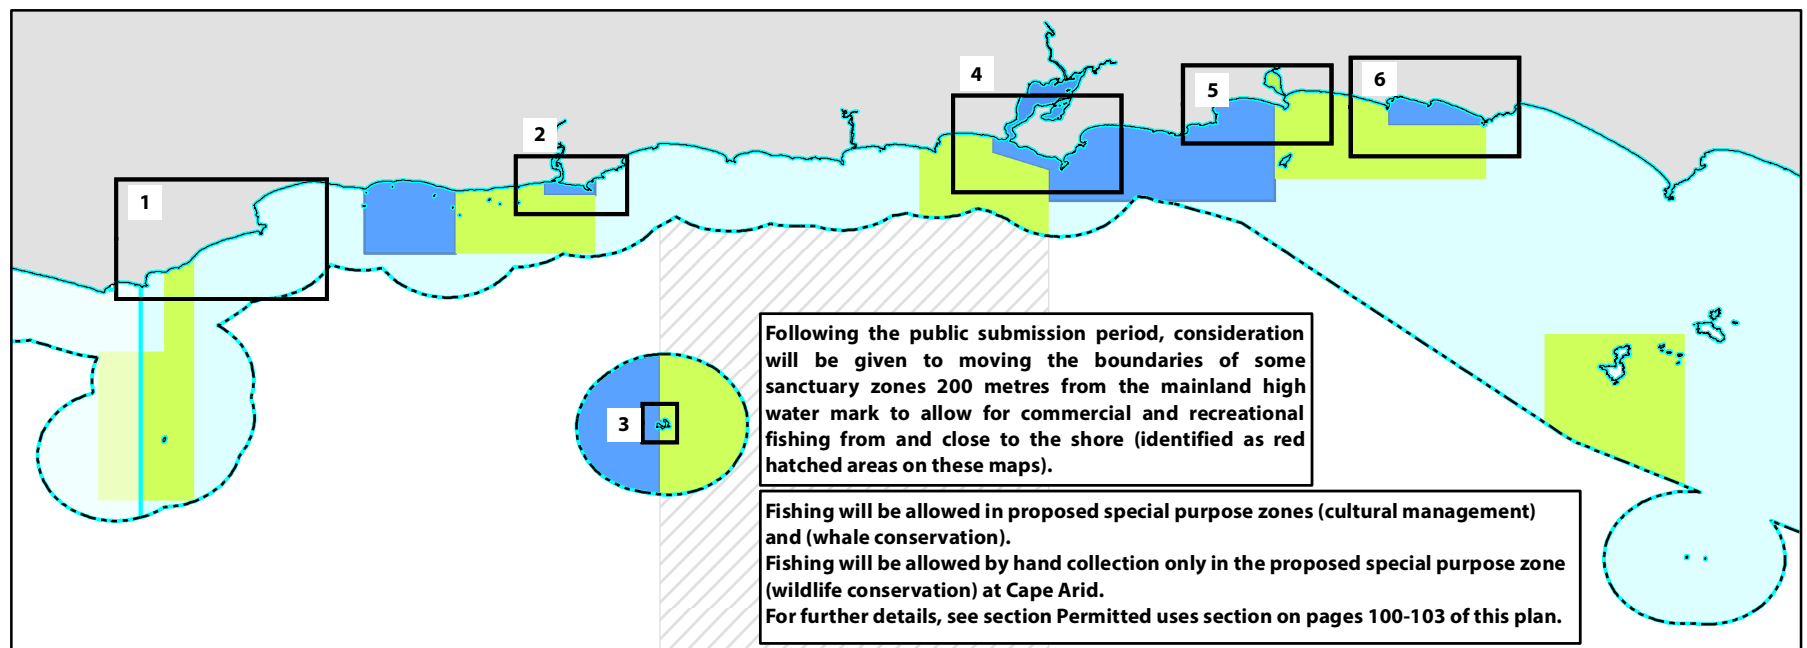 4
6
5
2
1
Following the public submission period, consideration
will be given to moving the boundaries of some
sanctuary zones 200 metres from the mainland high
water mark to allow for commercial and recreational
fishing from and close to the shore (identified as red
hatched areas on these maps).
3
Fishing will be allowed in proposed special purpose zones (cultural management)
and (whale conservation).
Fishing will be allowed by hand collection only in the proposed special purpose zone
(wildlife conservation) at Cape Arid.
For further details, see section Permitted uses section on pages 100-103 of this plan.